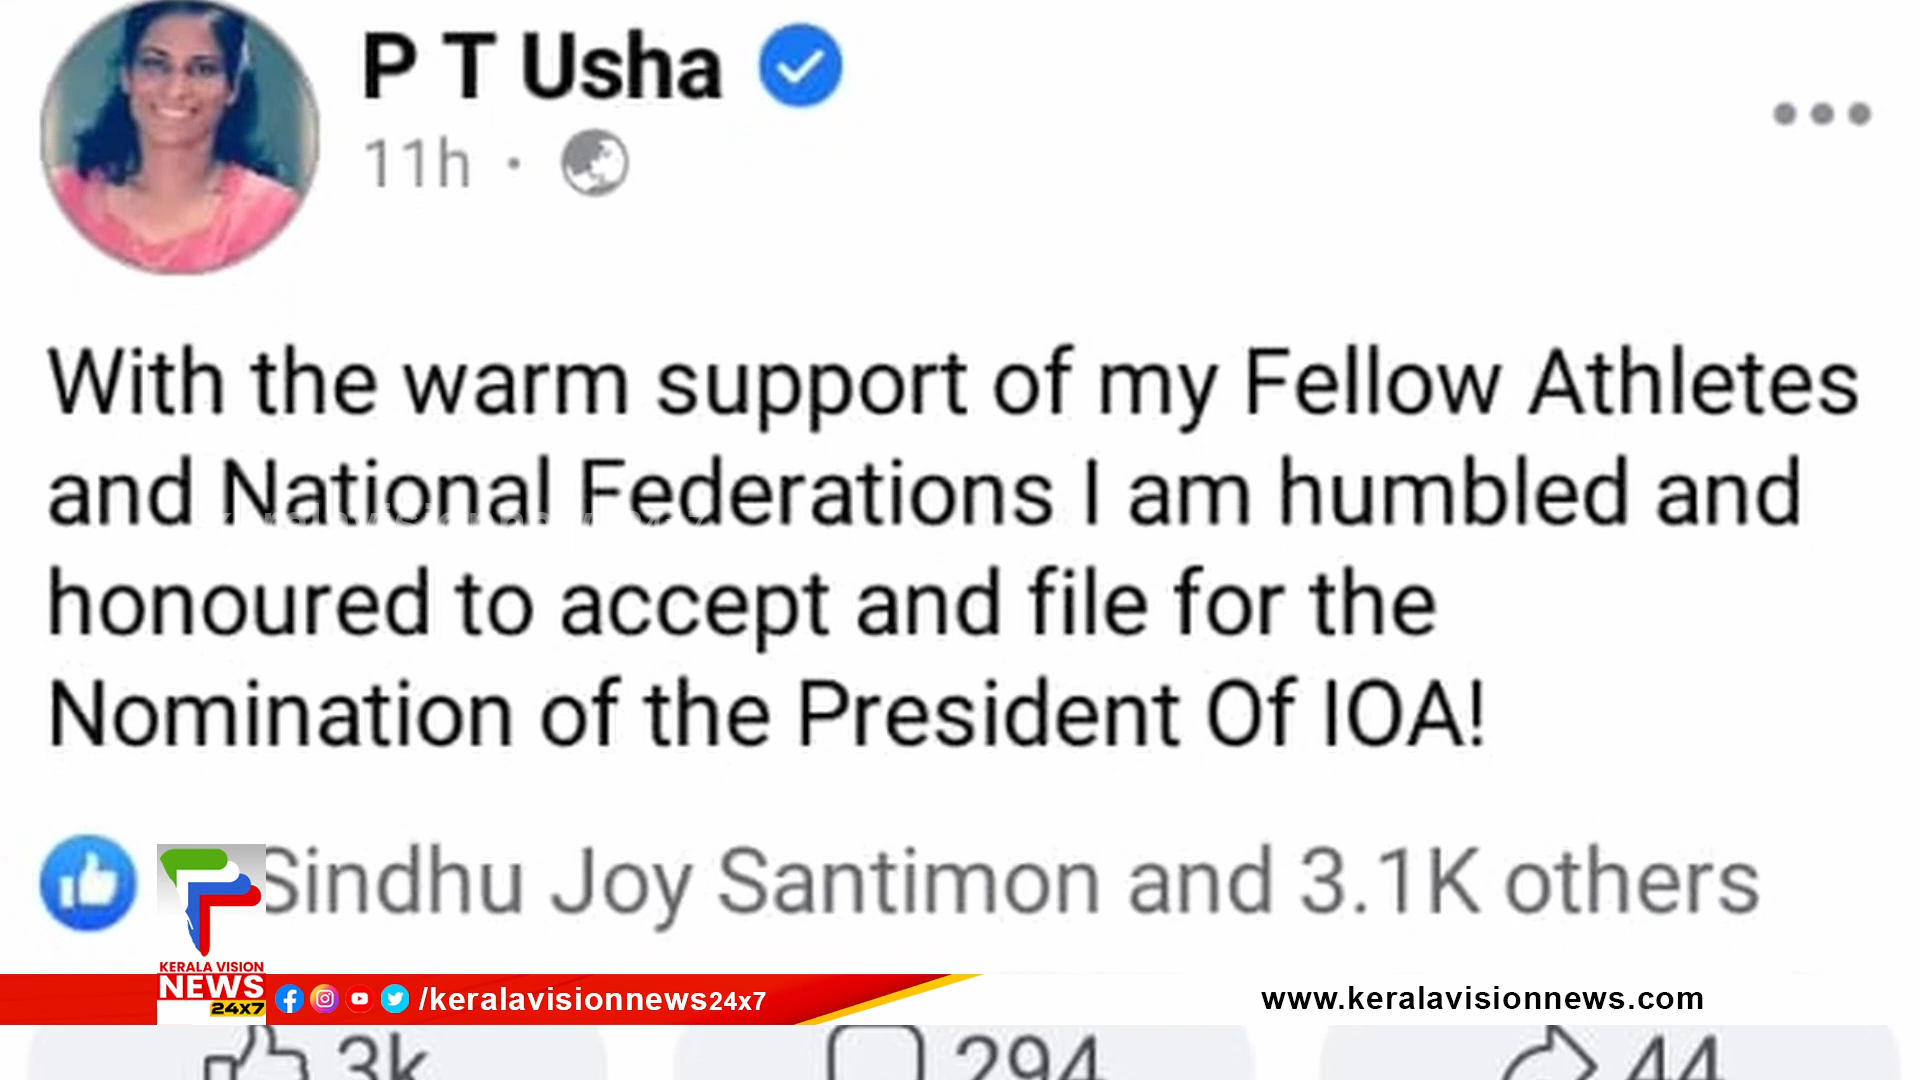 P T Usha
11h ·
With the warm support of my Fellow Athletes
and National Federations I am humbled and
honoured to accept and file for the
Nomination of the President Of IOA!
Sindhu Joy Santimon and 3.1K others
KERALA VISION
NEWS
24x7
/keralavisionnews24x7
www.keralavisionnews.com
3k
294
44